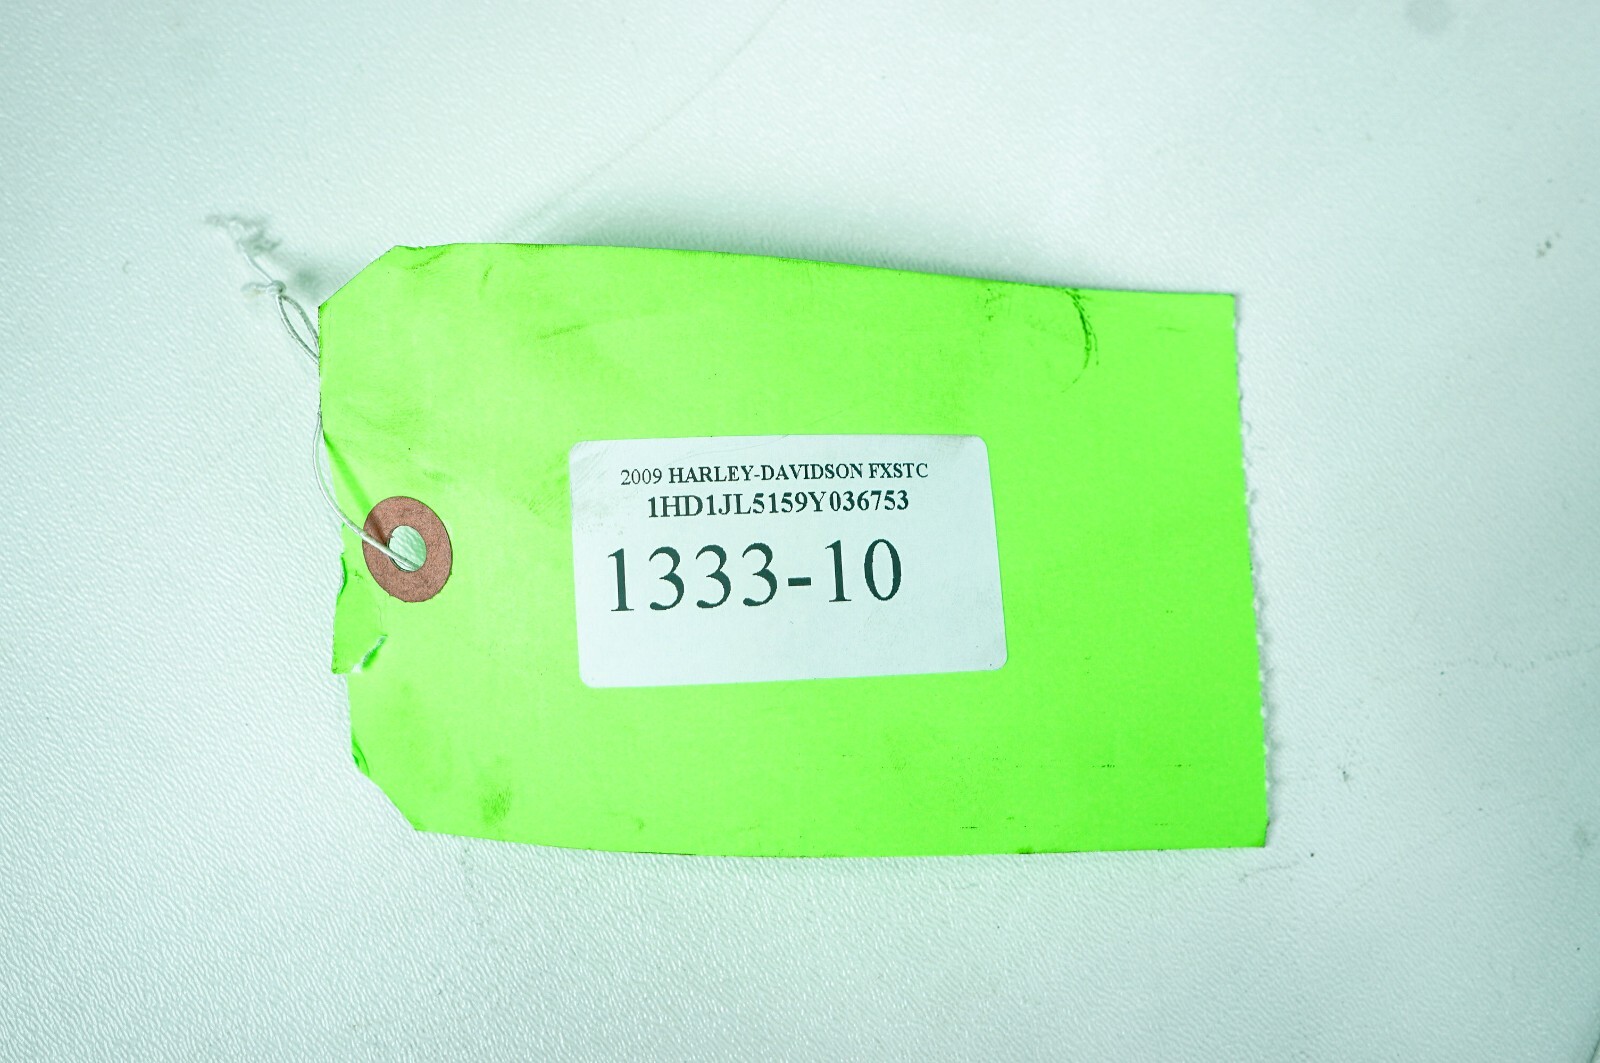 2009 HARLEY-DAVIDSON FXSTC
1HD1JL5159Y036753
1333-10